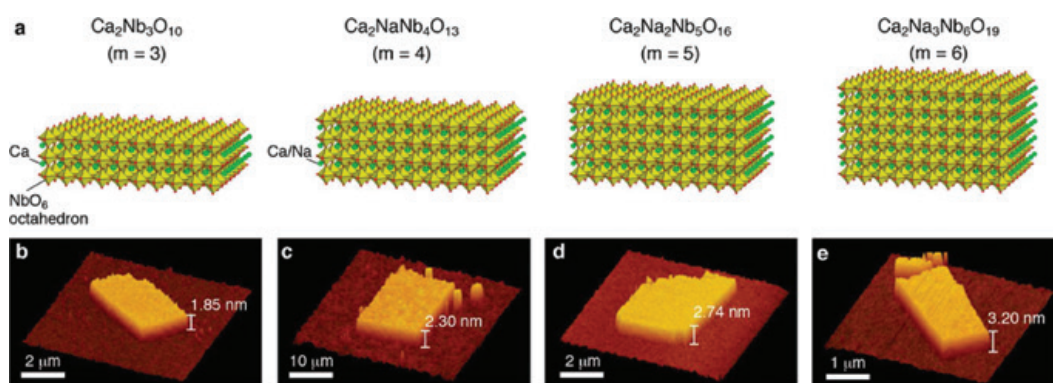 a
Ca₂Nb₃O₁₀
(m = 3)
Ca₂NaNb₄O₁₃
(m = 4)
Ca₂Na₂Nb₅O₁₆
(m = 5)
Ca₂Na₃Nb₆O₁₉
(m = 6)
Ca
NbO₆
octahedron
Ca/Na
b
1.85 nm
2 μm
c
2.30 nm
10 μm
d
2.74 nm
2 μm
e
3.20 nm
1 μm